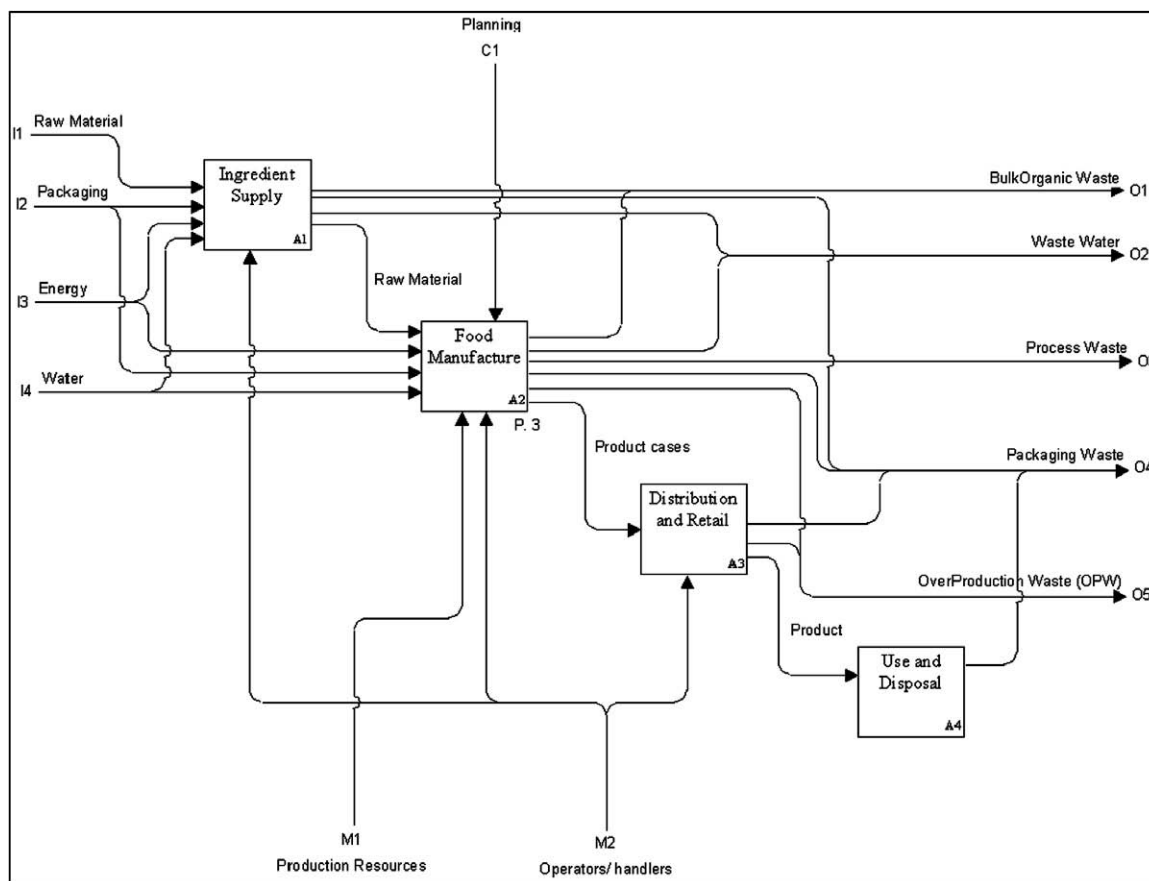 Planning
C1
Raw Material
I1
Ingredient
Supply
A1
Packaging
I2
BulkOrganic Waste
O1
Waste Water
O2
Raw Material
Energy
I3
Food
Manufacture
A2
P. 3
Process Waste
Water
I4
Product cases
Packaging Waste
O4
Distribution
and Retail
A3
OverProduction Waste (OPW)
O5
Product
Use and
Disposal
A4
M1
Production Resources
M2
Operators/ handlers